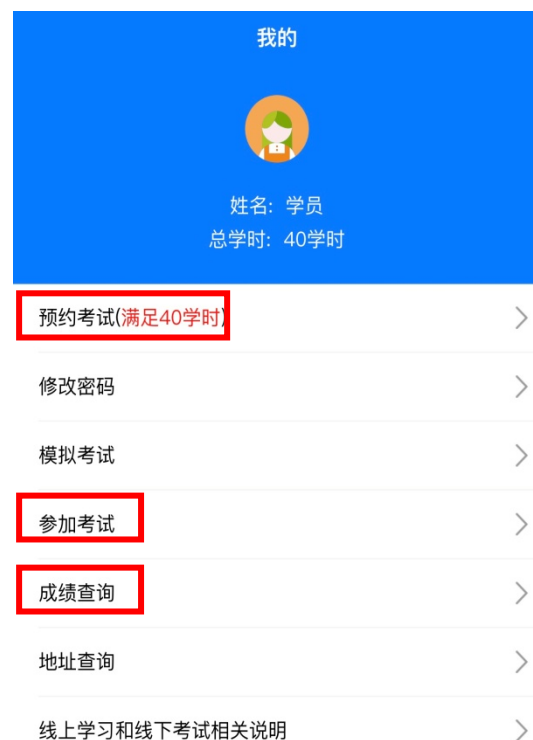 我的
姓名: 学员
总学时: 40学时
预约考试(满足40学时)
修改密码
模拟考试
参加考试
成绩查询
地址查询
线上学习和线下考试相关说明